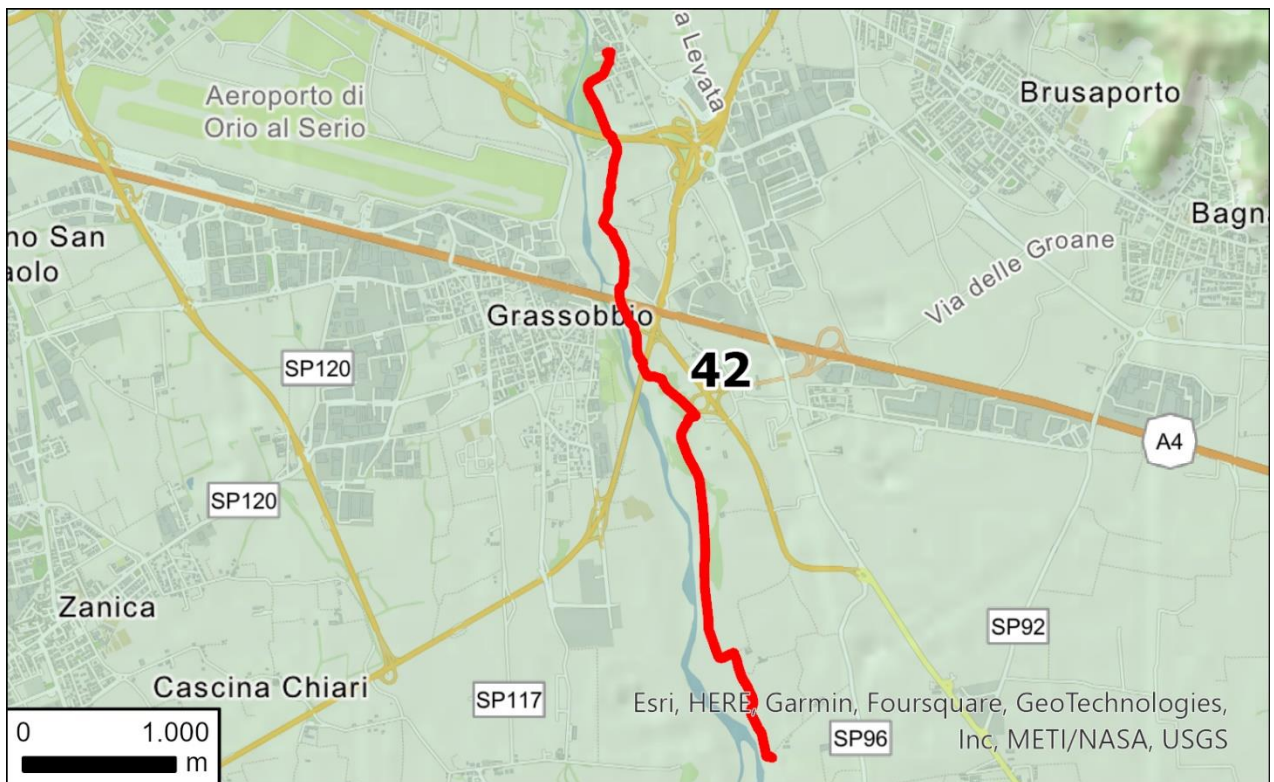 a Levata
Aeroporto di
Orio al Serio
Brusaporto
Bagna
no San
aolo
Via delle Groane
Grassobbio
SP120
42
A4
SP120
Zanica
SP92
Cascina Chiari
SP117
Esri, HERE, Garmin, Foursquare, GeoTechnologies,
Inc, METI/NASA, USGS
SP96
0 1.000
m